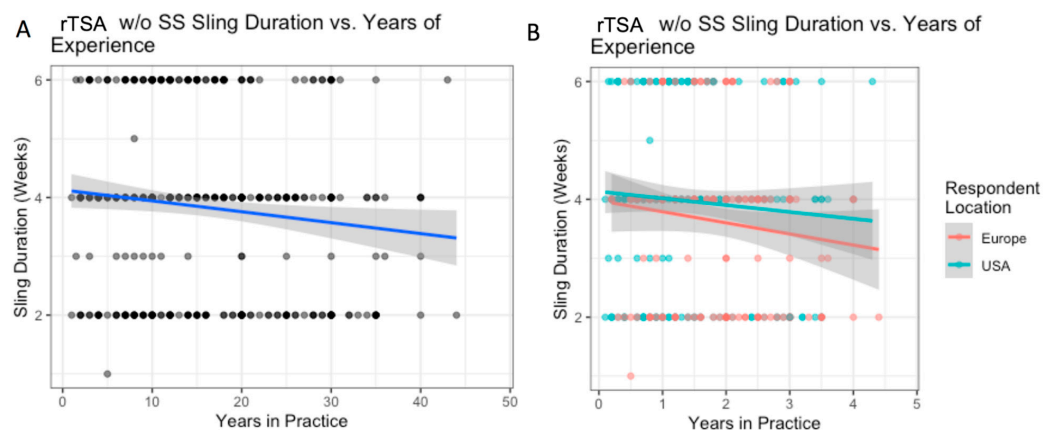 A
rTSA w/o SS Sling Duration vs. Years of
Experience
Sling Duration (Weeks)
6
4
2
0 10 20 30 40 50
Years in Practice
B
rTSA w/o SS Sling Duration vs. Years of
Experience
Sling Duration (Weeks)
6
4
2
0 1 2 3 4 5
Years in Practice
Respondent
Location
Europe
USA